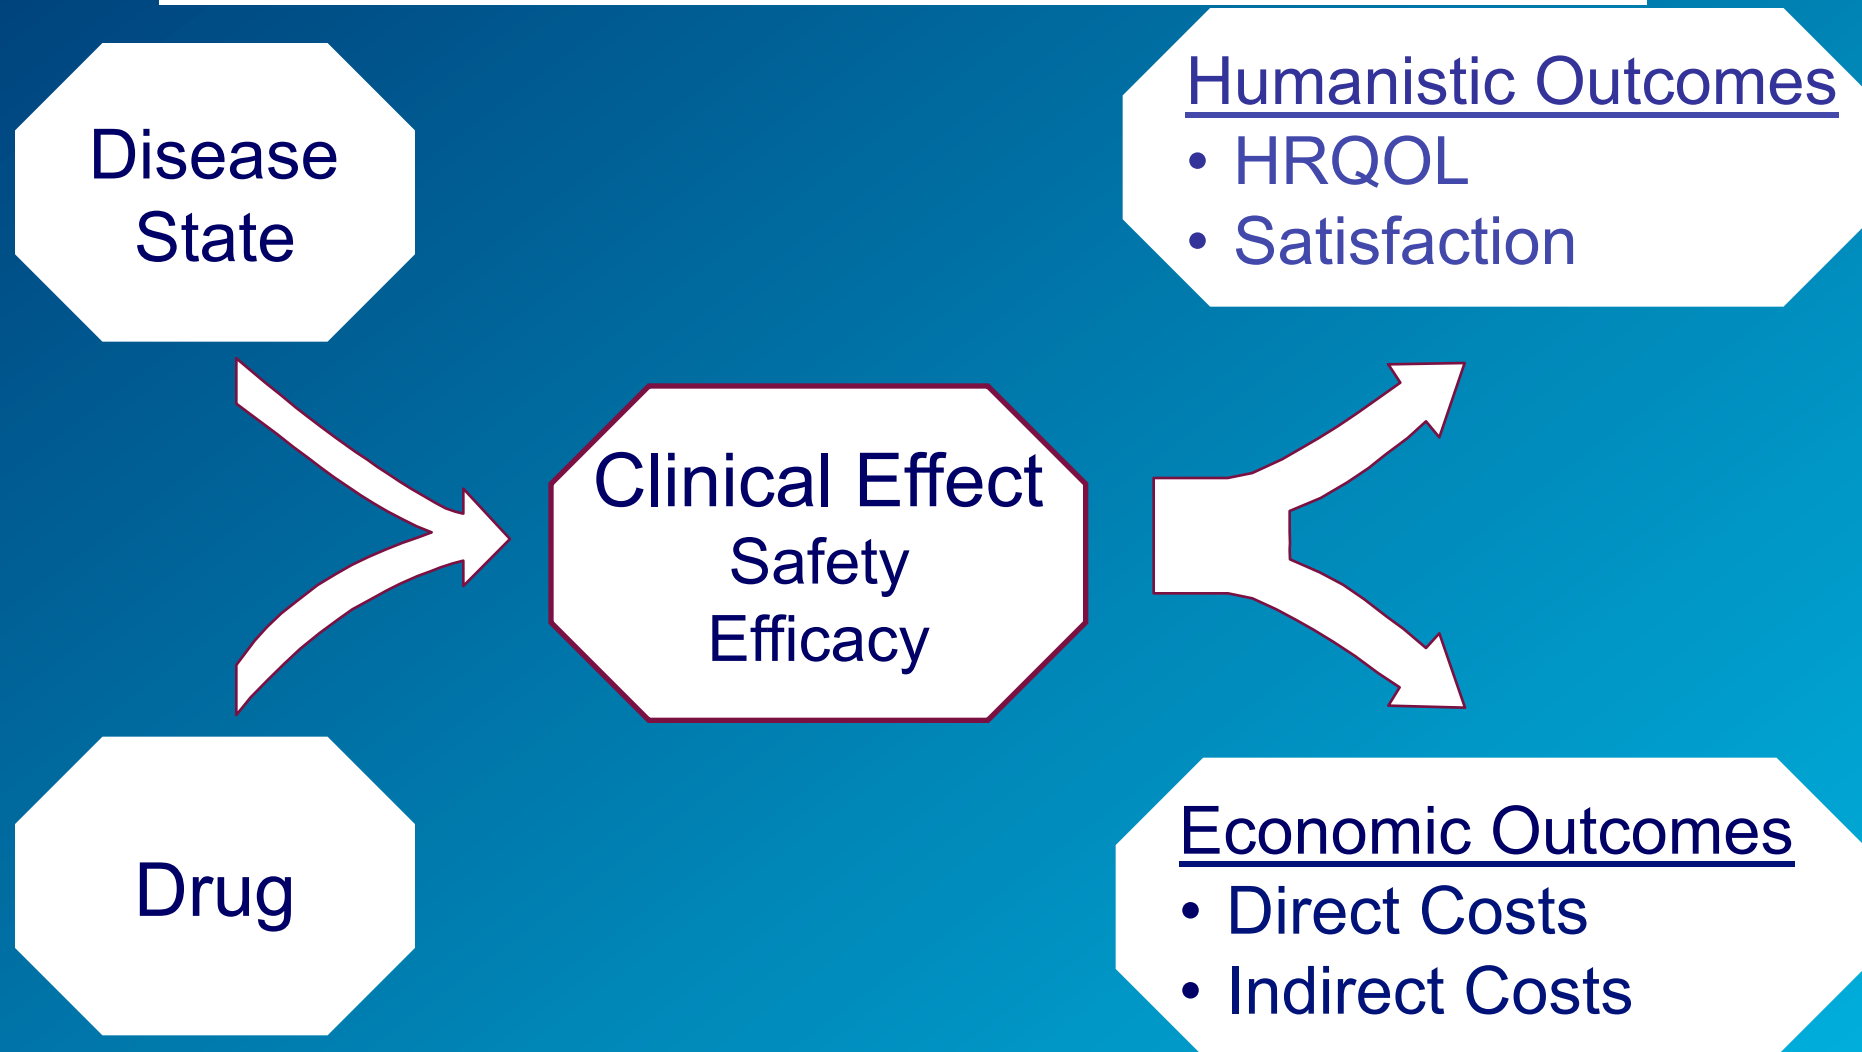 Disease
State
Humanistic Outcomes
• HRQOL
• Satisfaction
Clinical Effect
Safety
Efficacy
Drug
Economic Outcomes
• Direct Costs
• Indirect Costs